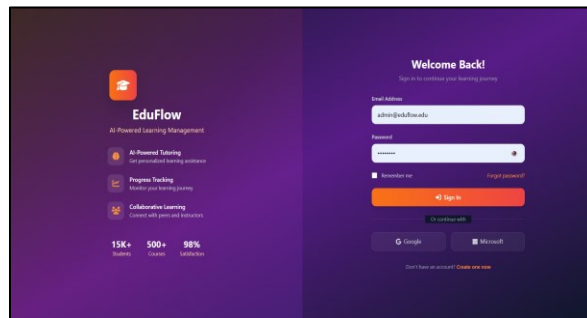 EduFlow
AI-Powered Learning Management
AI-Powered Tutoring
Get personalized learning assistance
Progress Tracking
Monitor your learning journey
Collaborative Learning
Connect with peers and instructors
15K+ 500+ 98%
Students Courses Satisfaction
Welcome Back!
Sign in to continue your learning journey
Email Address
admin@eduflow.edu
Password
Remember me Forgot password?
Sign In
Or continue with
Google Microsoft
Don't have an account? Create one now